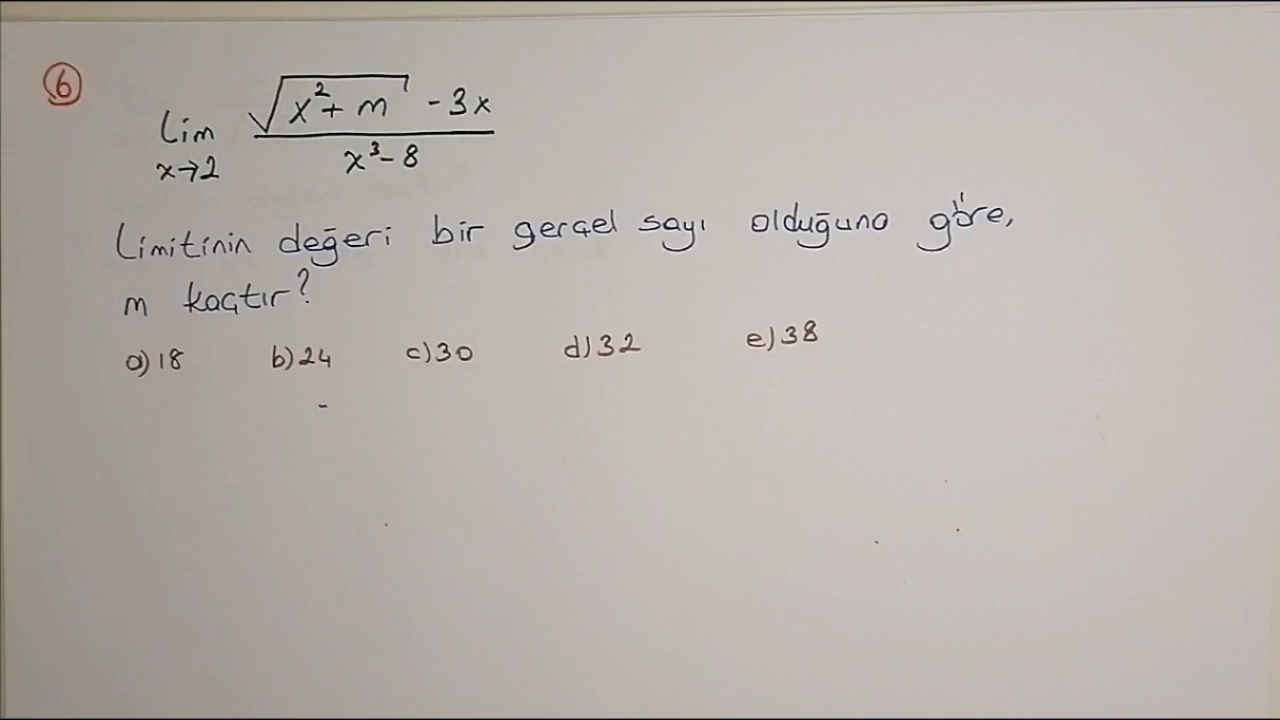 6
lim x→2 (√(x²+m) - 3x) / (x³-8)
Limitinin değeri bir gerçel sayı olduğuna göre,
m kaçtır?
a) 18 b) 24 c) 30 d) 32 e) 38